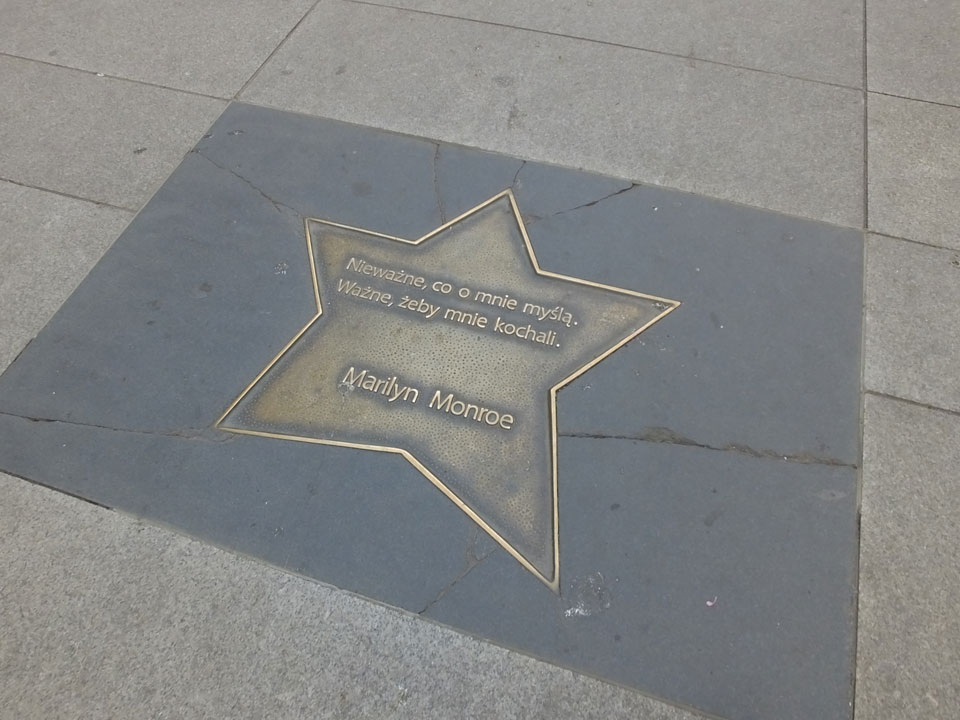 Nieważne, co o mnie myślą.
Ważne, żeby mnie kochali.
Marilyn Monroe